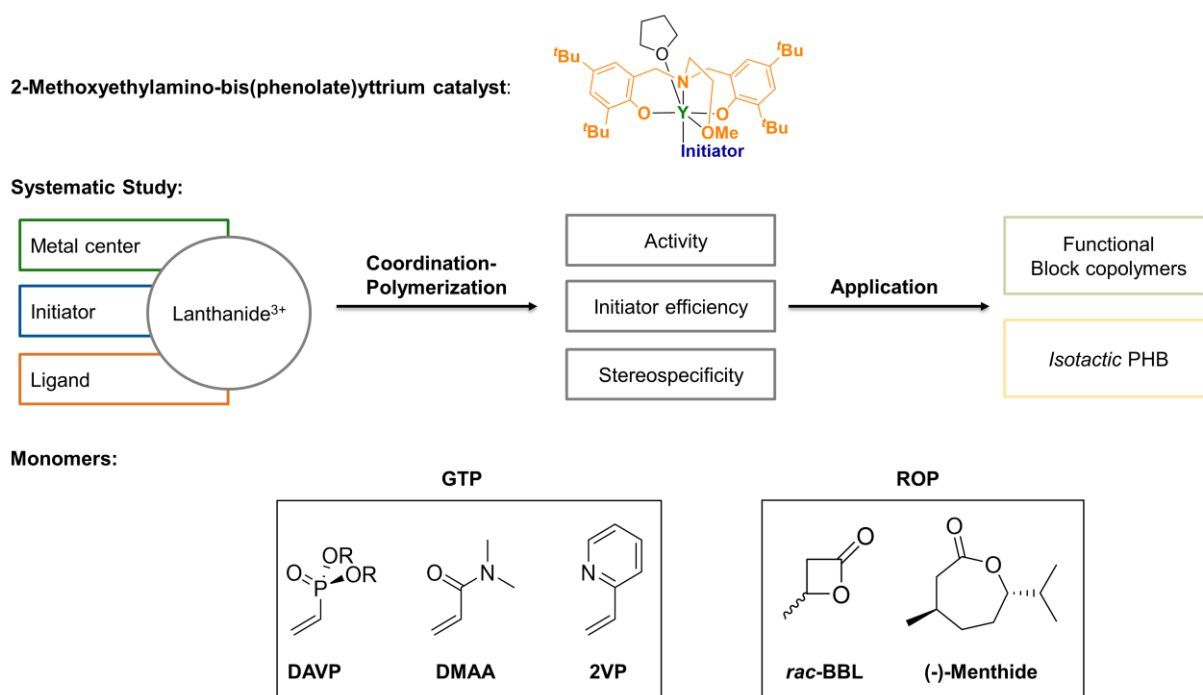 2-Methoxyethylamino-bis(phenolate)yttrium catalyst:
O
tBu
tBu
N
O
Y
O
tBu
OMe
tBu
Initiator
Systematic Study:
Metal center
Initiator
Ligand
Lanthanide3+
Coordination-
Polymerization
Activity
Initiator efficiency
Stereospecificity
Application
Functional
Block copolymers
Isotactic PHB
Monomers:
GTP
ROP
O
P
OR
OR
DAVP
O
N
DMAA
N
2VP
O
O
rac-BBL
O
O
(-)-Menthide